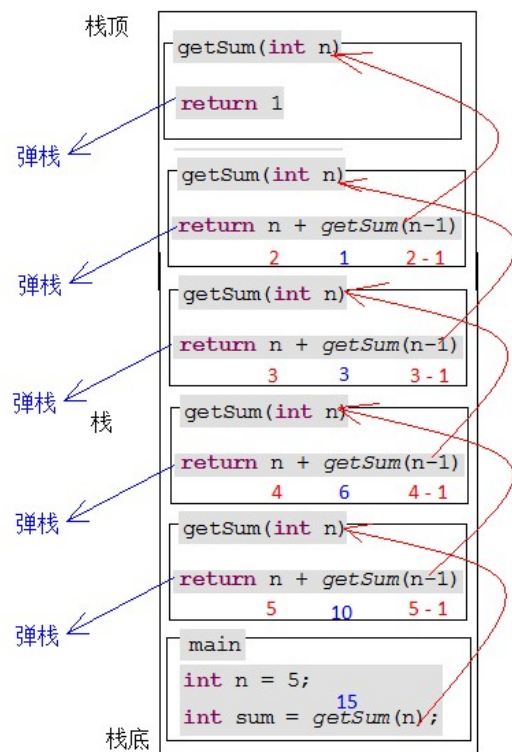 栈顶
getSum(int n)
return 1
弹栈
getSum(int n)
return n + getSum(n-1)
2 1 2 - 1
弹栈
getSum(int n)
return n + getSum(n-1)
3 3 3 - 1
弹栈
栈
getSum(int n)
return n + getSum(n-1)
4 6 4 - 1
弹栈
getSum(int n)
return n + getSum(n-1)
5 10 5 - 1
弹栈
main
int n = 5;
15
int sum = getSum(n);
栈底